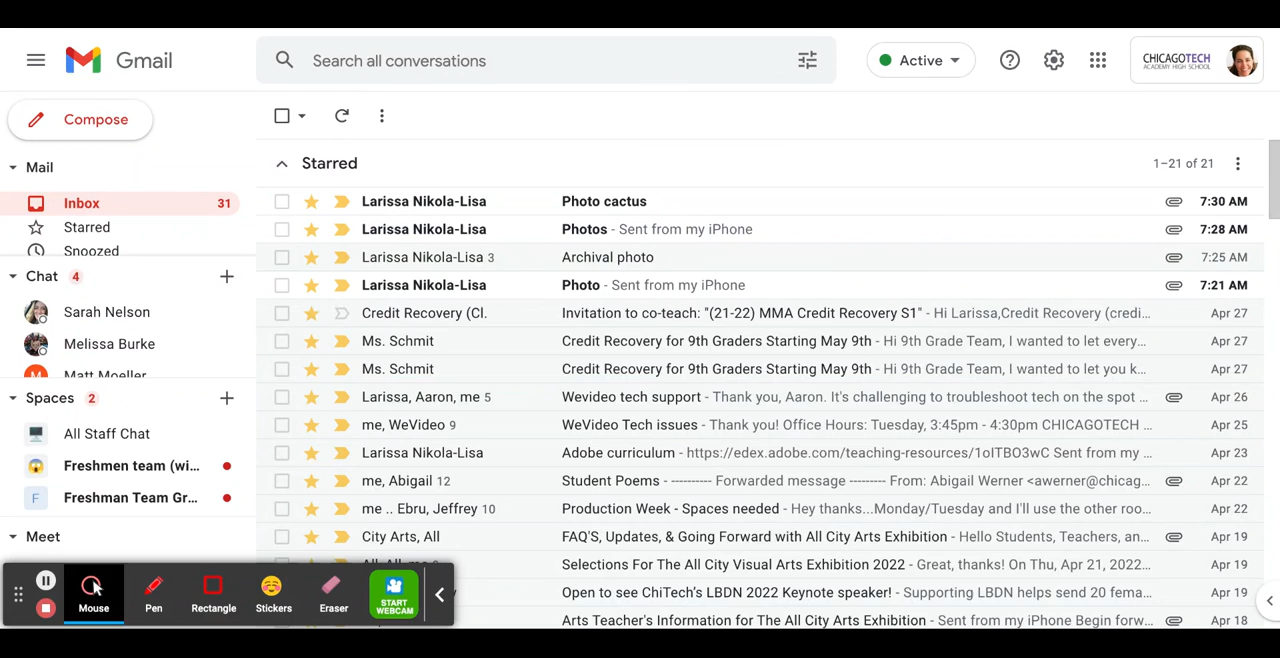 Gmail
Search all conversations
Active
CHICAGOTECH
ACADEMY HIGH SCHOOL
Compose
Mail
Inbox 31
Starred
Snoozed
Chat 4
Sarah Nelson
Melissa Burke
Matt Moeller
Spaces 2
All Staff Chat
Freshmen team (wi...
F Freshman Team Gr...
Meet
Starred 1–21 of 21
Larissa Nikola-Lisa Photo cactus 7:30 AM
Larissa Nikola-Lisa Photos - Sent from my iPhone 7:28 AM
Larissa Nikola-Lisa 3 Archival photo 7:25 AM
Larissa Nikola-Lisa Photo - Sent from my iPhone 7:21 AM
Credit Recovery (Cl. Invitation to co-teach: "(21-22) MMA Credit Recovery S1" - Hi Larissa,Credit Recovery (credi... Apr 27
Ms. Schmit Credit Recovery for 9th Graders Starting May 9th - Hi 9th Grade Team, I wanted to let every... Apr 27
Ms. Schmit Credit Recovery for 9th Graders Starting May 9th - Hi 9th Grade Team, I wanted to let you k... Apr 27
Larissa, Aaron, me 5 Wevideo tech support - Thank you, Aaron. It's challenging to troubleshoot tech on the spot ... Apr 26
me, WeVideo 9 WeVideo Tech issues - Thank you! Office Hours: Tuesday, 3:45pm - 4:30pm CHICAGOTECH ... Apr 25
Larissa Nikola-Lisa Adobe curriculum - https://edex.adobe.com/teaching-resources/1oITBO3wC Sent from my ... Apr 23
me, Abigail 12 Student Poems - ---------- Forwarded message --------- From: Abigail Werner <awerner@chicag... Apr 22
me .. Ebru, Jeffrey 10 Production Week - Spaces needed - Hey thanks...Monday/Tuesday and I'll use the other roo... Apr 22
City Arts, All FAQ'S, Updates, & Going Forward with All City Arts Exhibition - Hello Students, Teachers, an... Apr 19
Selections For The All City Visual Arts Exhibition 2022 - Great, thanks! On Thu, Apr 21, 2022... Apr 19
Open to see ChiTech's LBDN 2022 Keynote speaker! - Supporting LBDN helps send 20 fema... Apr 19
Arts Teacher's Information for The All City Arts Exhibition - Sent from my iPhone Begin forw... Apr 18
Mouse
Pen
Rectangle
Stickers
Eraser
START
WEBCAM